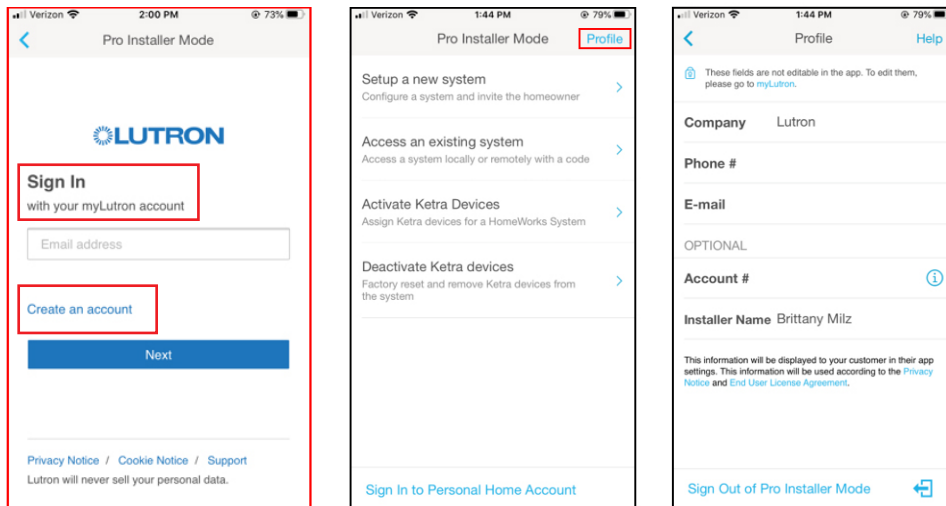 Verizon 2:00 PM 73%
Pro Installer Mode
LUTRON
Sign In
with your myLutron account
Email address
Create an account
Next
Privacy Notice / Cookie Notice / Support
Lutron will never sell your personal data.
Verizon 1:44 PM 79%
Pro Installer Mode Profile
Setup a new system
Configure a system and invite the homeowner
Access an existing system
Access a system locally or remotely with a code
Activate Ketra Devices
Assign Ketra devices for a HomeWorks System
Deactivate Ketra devices
Factory reset and remove Ketra devices from
the system
Sign In to Personal Home Account
Verizon 1:44 PM 79%
Profile Help
These fields are not editable in the app. To edit them,
please go to myLutron.
Company Lutron
Phone #
E-mail
OPTIONAL
Account #
Installer Name Brittany Milz
This information will be displayed to your customer in their app
settings. This information will be used according to the Privacy
Notice and End User License Agreement.
Sign Out of Pro Installer Mode